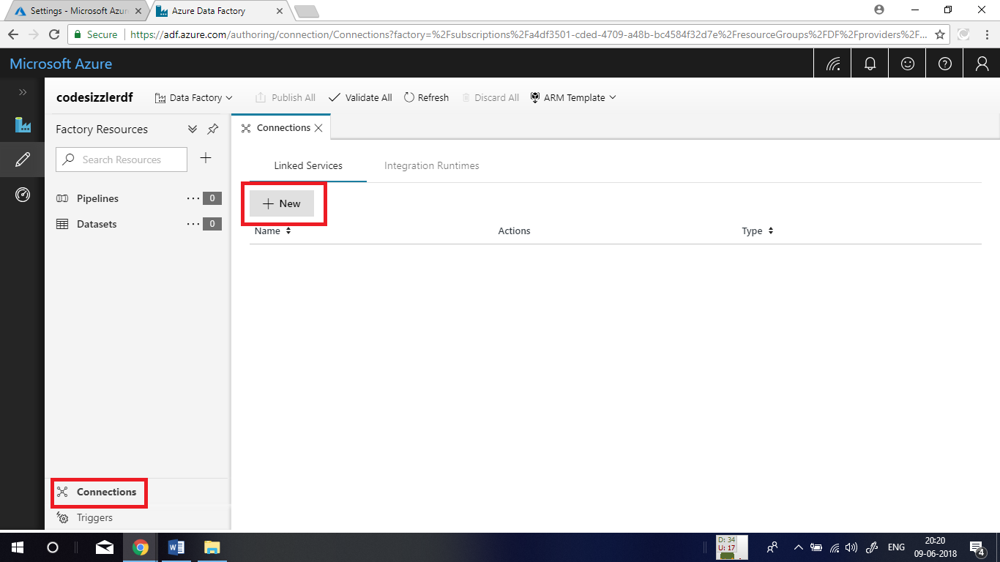 Settings - Microsoft Azur
Azure Data Factory
Secure
https://adf.azure.com/authoring/connection/Connections?factory=%2Fsubscriptions%2Fa4df3501-cded-4709-a48b-bc4584f32d7e%2FresourceGroups%2FDF%2Fproviders%2F...
Microsoft Azure
codesizzlerdf
Data Factory
Publish All
Validate All
Refresh
Discard All
ARM Template
Factory Resources
Connections
Search Resources
Linked Services
Integration Runtimes
Pipelines
... 0
Datasets
... 0
New
Name
Actions
Type
Connections
Triggers
D: 34
U: 17
ENG
20:20
09-06-2018
4